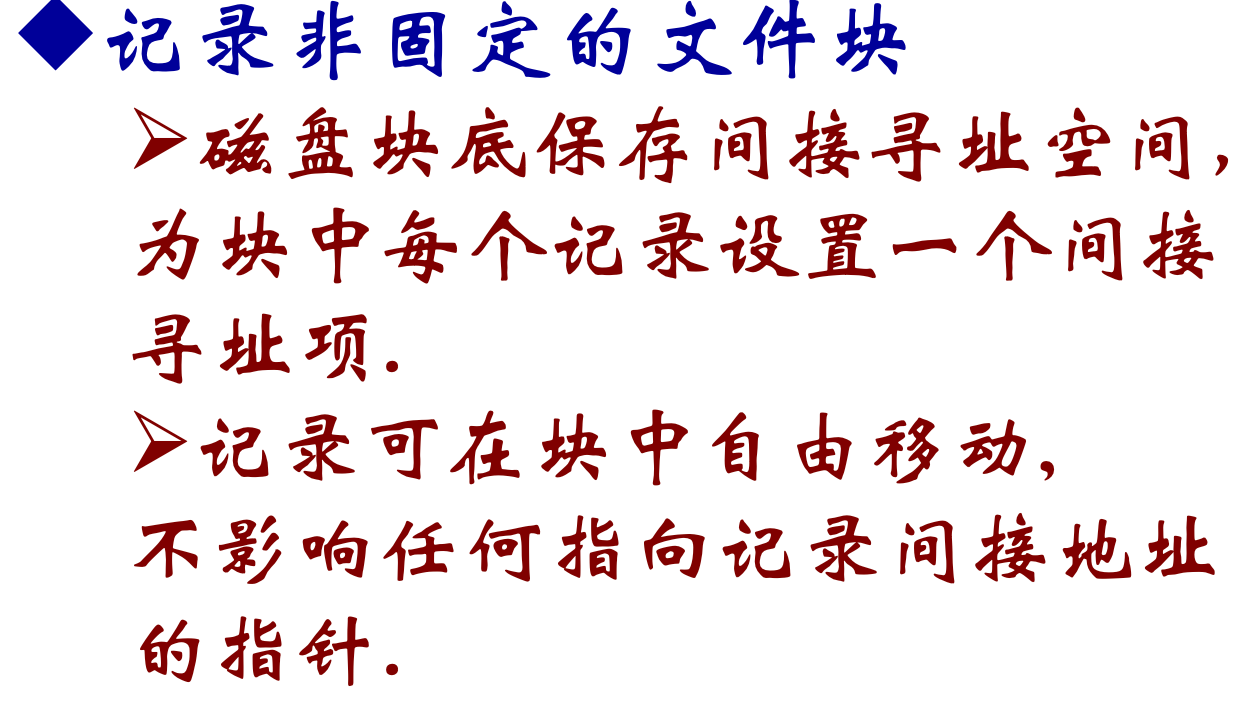 ◆记录非固定的文件块
➢磁盘块底保存间接寻址空间,
为块中每个记录设置一个间接
寻址项.
➢记录可在块中自由移动,
不影响任何指向记录间接地址
的指针.